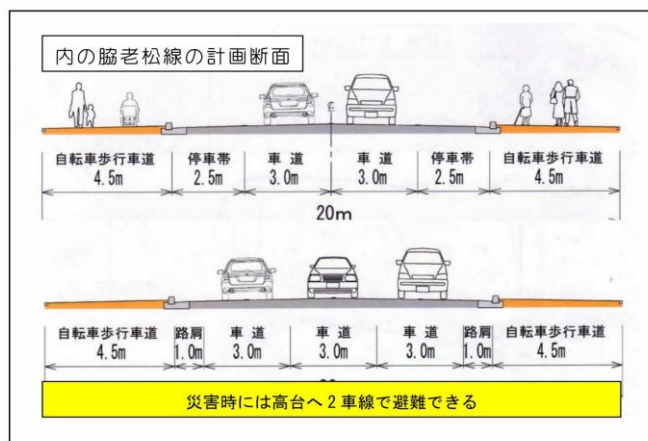 内の脇老松線の計画断面
自転車歩行車道 停車帯 車道 車道 停車帯 自転車歩行車道
4.5m 2.5m 3.0m 3.0m 2.5m 4.5m
20m
自転車歩行車道 路肩 車道 車道 車道 路肩 自転車歩行車道
4.5m 1.0m 3.0m 3.0m 3.0m 1.0m 4.5m
災害時には高台へ2車線で避難できる